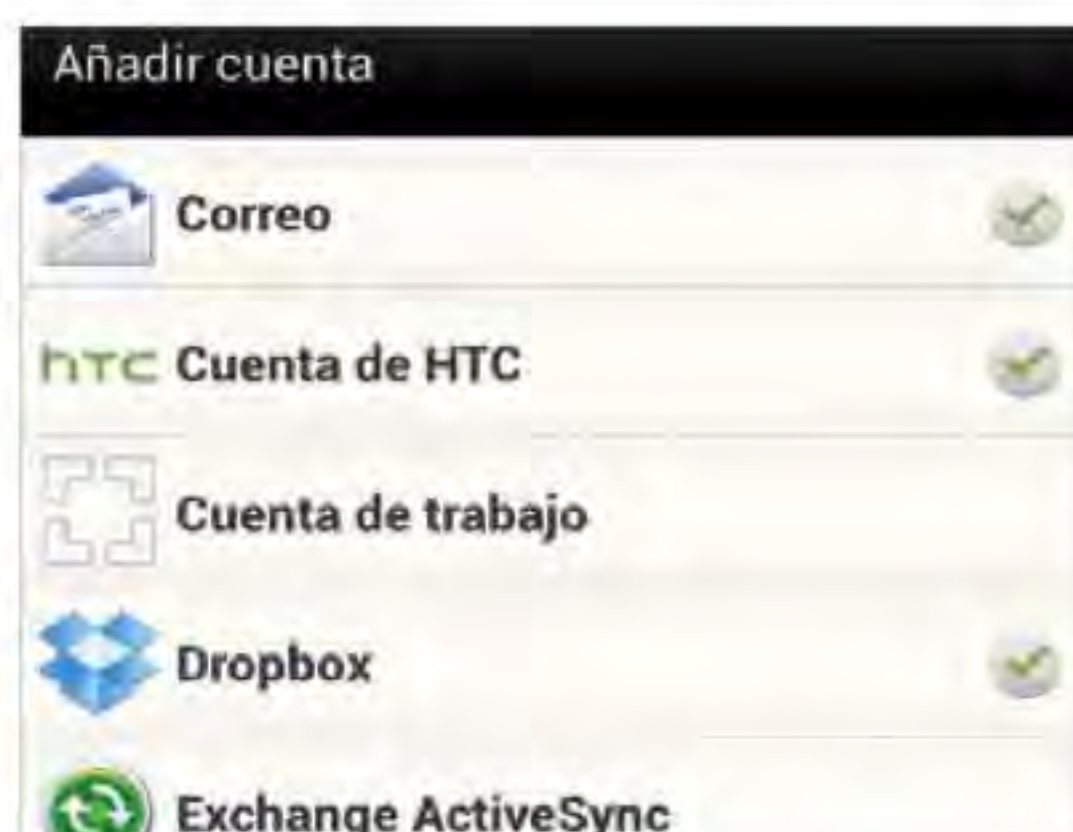 Añadir cuenta
Correo
hTC Cuenta de HTC
Cuenta de trabajo
Dropbox
Exchange ActiveSync